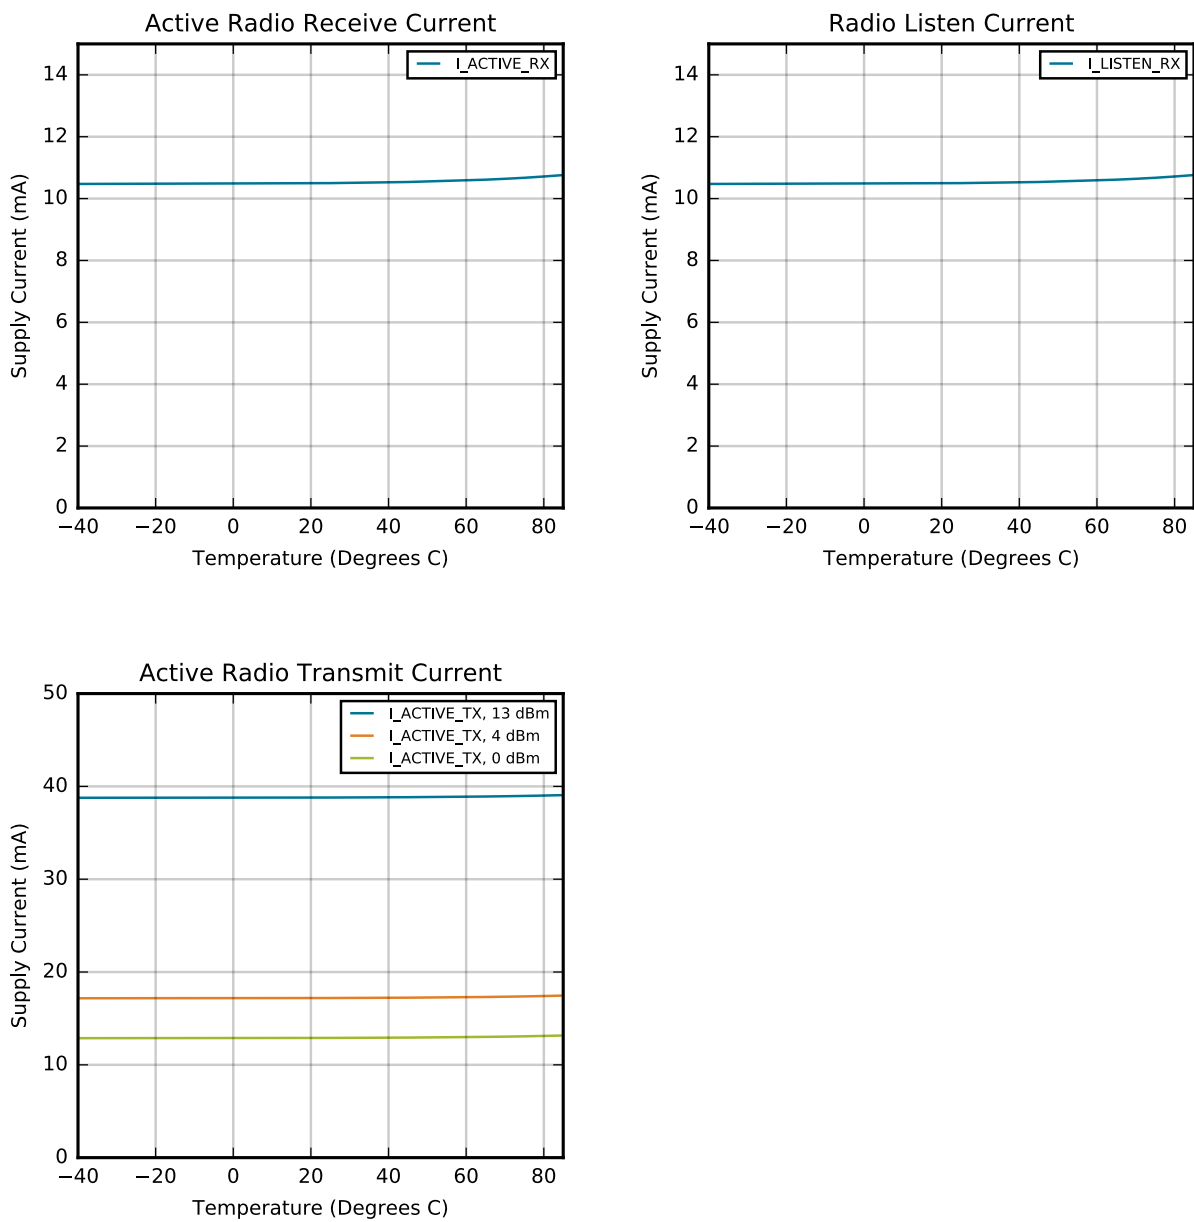 Active Radio Receive Current
I_ACTIVE_RX
14
12
10
8
6
4
2
0
Supply Current (mA)
−40 −20 0 20 40 60 80
Temperature (Degrees C)
Radio Listen Current
I_LISTEN_RX
14
12
10
8
6
4
2
0
Supply Current (mA)
−40 −20 0 20 40 60 80
Temperature (Degrees C)
Active Radio Transmit Current
I_ACTIVE_TX, 13 dBm
I_ACTIVE_TX, 4 dBm
I_ACTIVE_TX, 0 dBm
50
40
30
20
10
0
Supply Current (mA)
−40 −20 0 20 40 60 80
Temperature (Degrees C)